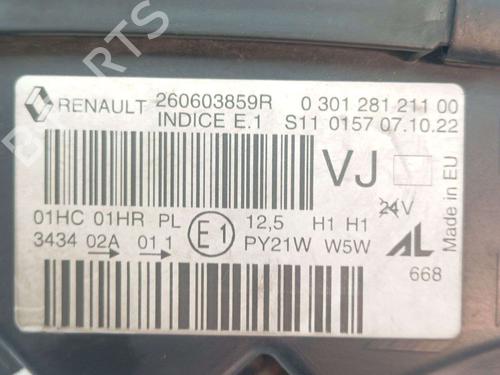 PARTS
RENAULT 260603859R 0 301 281 211 00
INDICE E.1 S11 0157 07.10.22
VJ
Made in EU
24V
01HC 01HR PL E1 12,5 H1 H1
3434 02A 01 1 PY21W W5W
AL
668